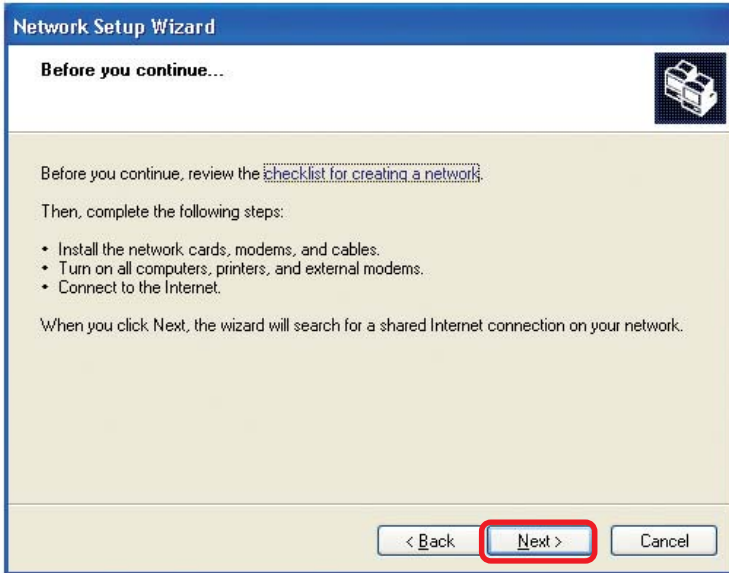 Network Setup Wizard
Before you continue...
Before you continue, review the checklist for creating a network.
Then, complete the following steps:
• Install the network cards, modems, and cables.
• Turn on all computers, printers, and external modems.
• Connect to the Internet.
When you click Next, the wizard will search for a shared Internet connection on your network.
< Back Next > Cancel